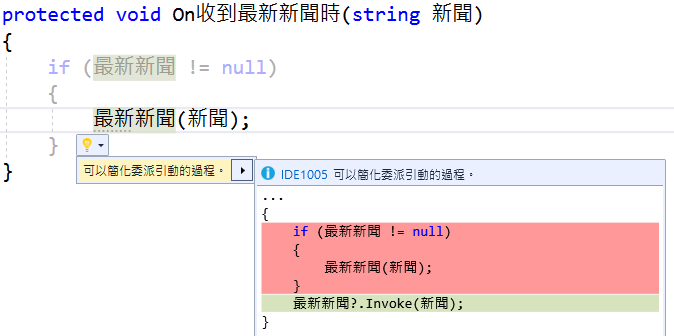 protected void On收到最新新聞時(string 新聞)
{
if (最新新聞 != null)
{
最新新聞(新聞);
}
可以簡化委派引動的過程。
}
IDE1005 可以簡化委派引動的過程。
...
{
if (最新新聞 != null)
{
最新新聞(新聞);
}
最新新聞?.Invoke(新聞);
}